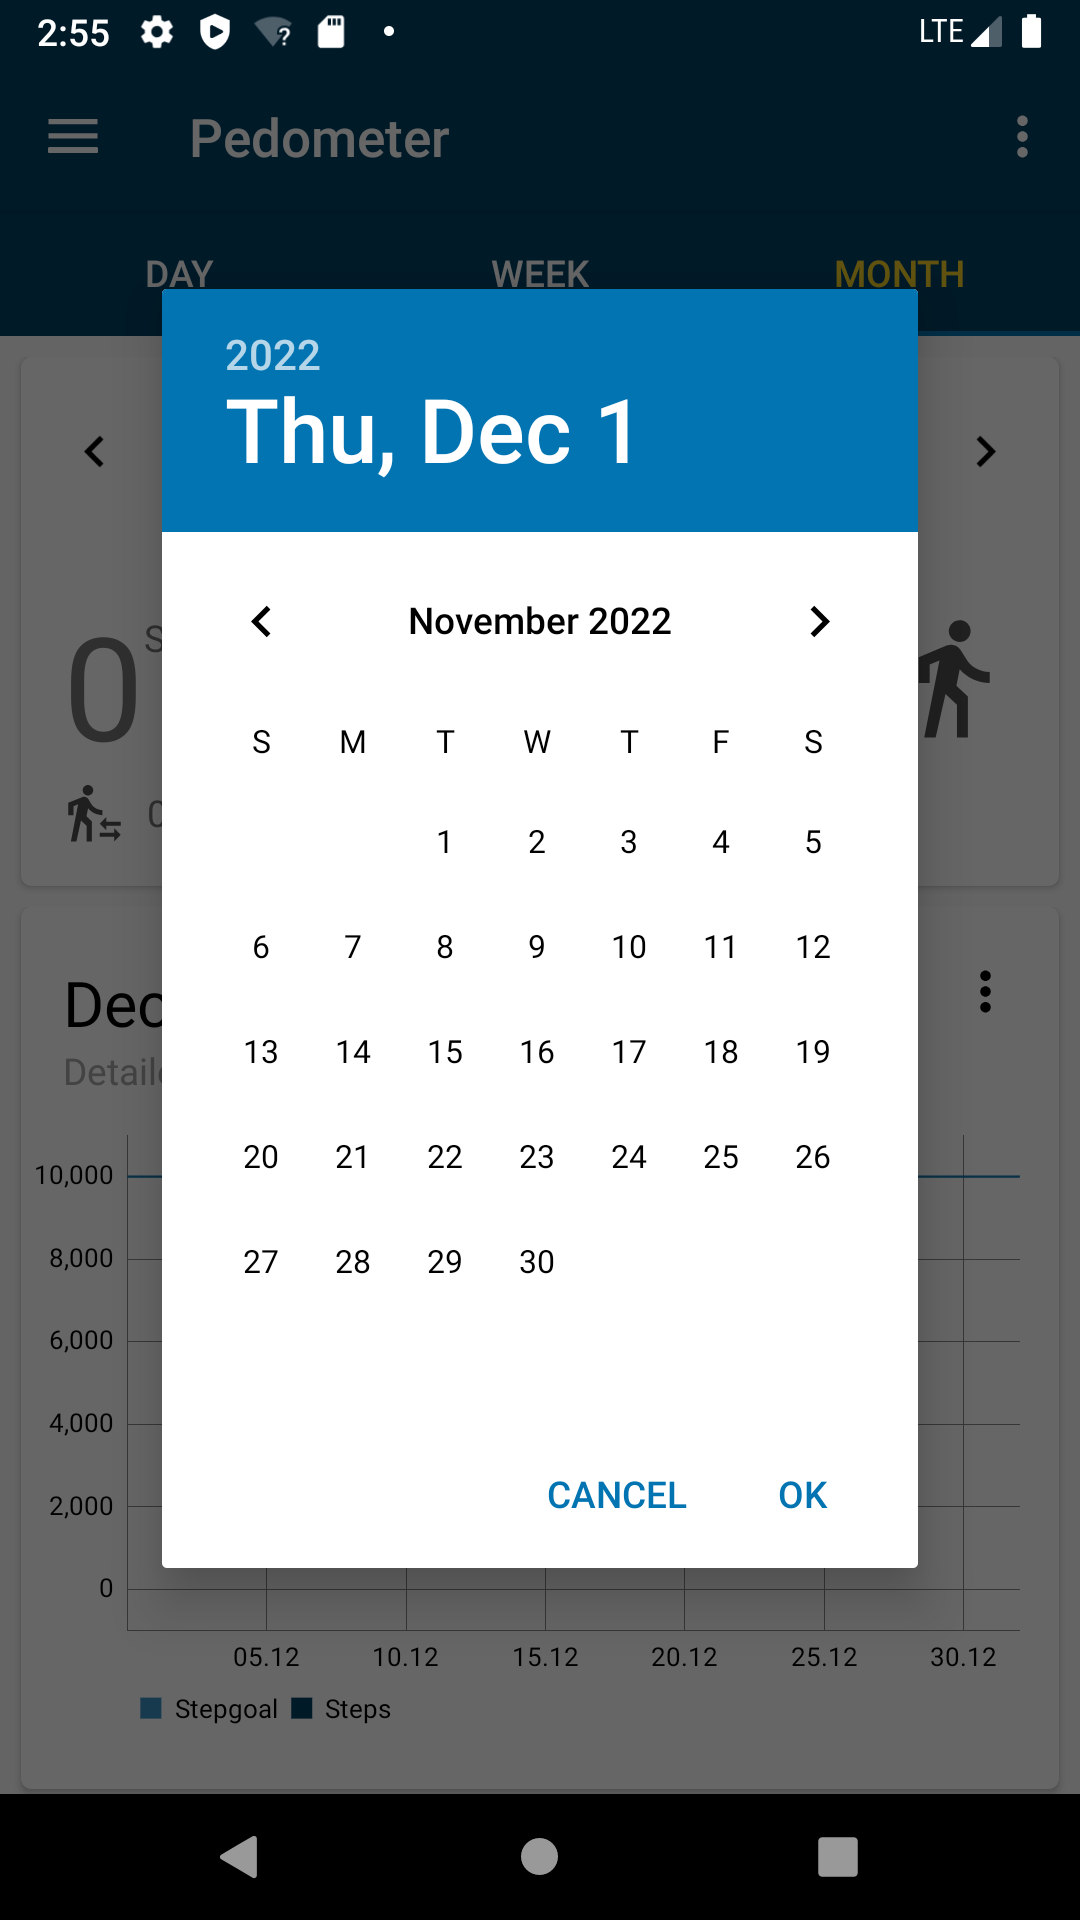 2:55
LTE
Pedometer
DAY WEEK MONTH
2022
Thu, Dec 1
November 2022
S M T W T F S
1 2 3 4 5
6 7 8 9 10 11 12
13 14 15 16 17 18 19
20 21 22 23 24 25 26
27 28 29 30
CANCEL OK
0 S
0
Dec
Detail
10,000
8,000
6,000
4,000
2,000
0
05.12 10.12 15.12 20.12 25.12 30.12
Stepgoal Steps